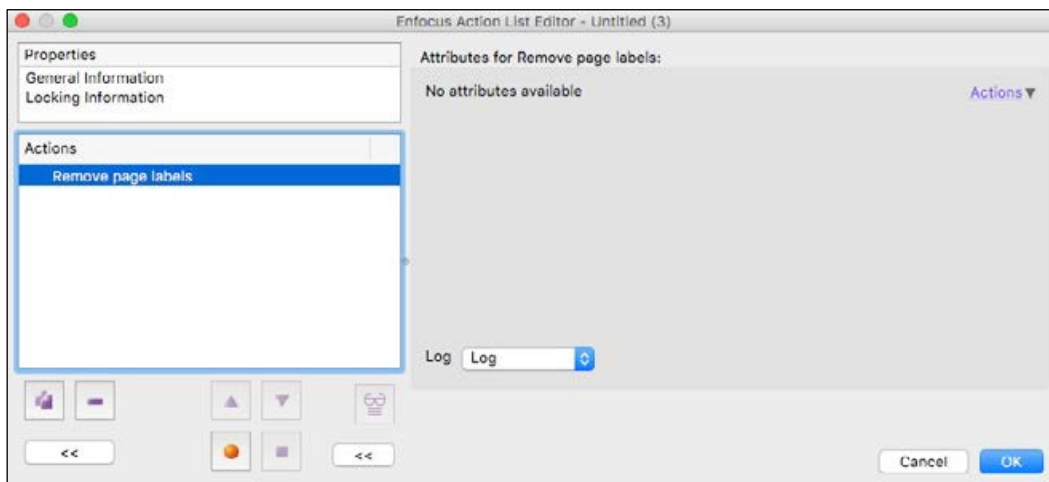 Enfocus Action List Editor - Untitled (3)
Properties
General Information
Locking Information
Actions
Remove page labels
<<
<<
Attributes for Remove page labels:
No attributes available
Actions▼
Log Log
Cancel OK